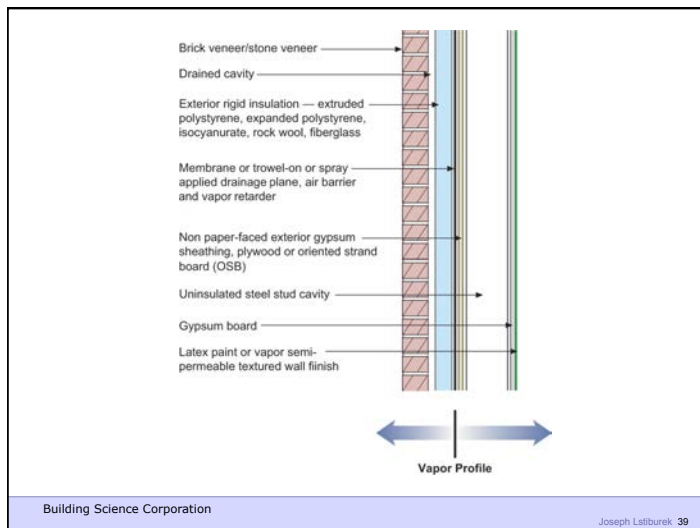 Brick veneer/stone veneer
Drained cavity
Exterior rigid insulation — extruded
polystyrene, expanded polystyrene,
isocyanurate, rock wool, fiberglass
Membrane or trowel-on or spray
applied drainage plane, air barrier
and vapor retarder
Non paper-faced exterior gypsum
sheathing, plywood or oriented strand
board (OSB)
Uninsulated steel stud cavity
Gypsum board
Latex paint or vapor semi-
permeable textured wall fiinish
Vapor Profile
Building Science Corporation
Joseph Lstiburek 39